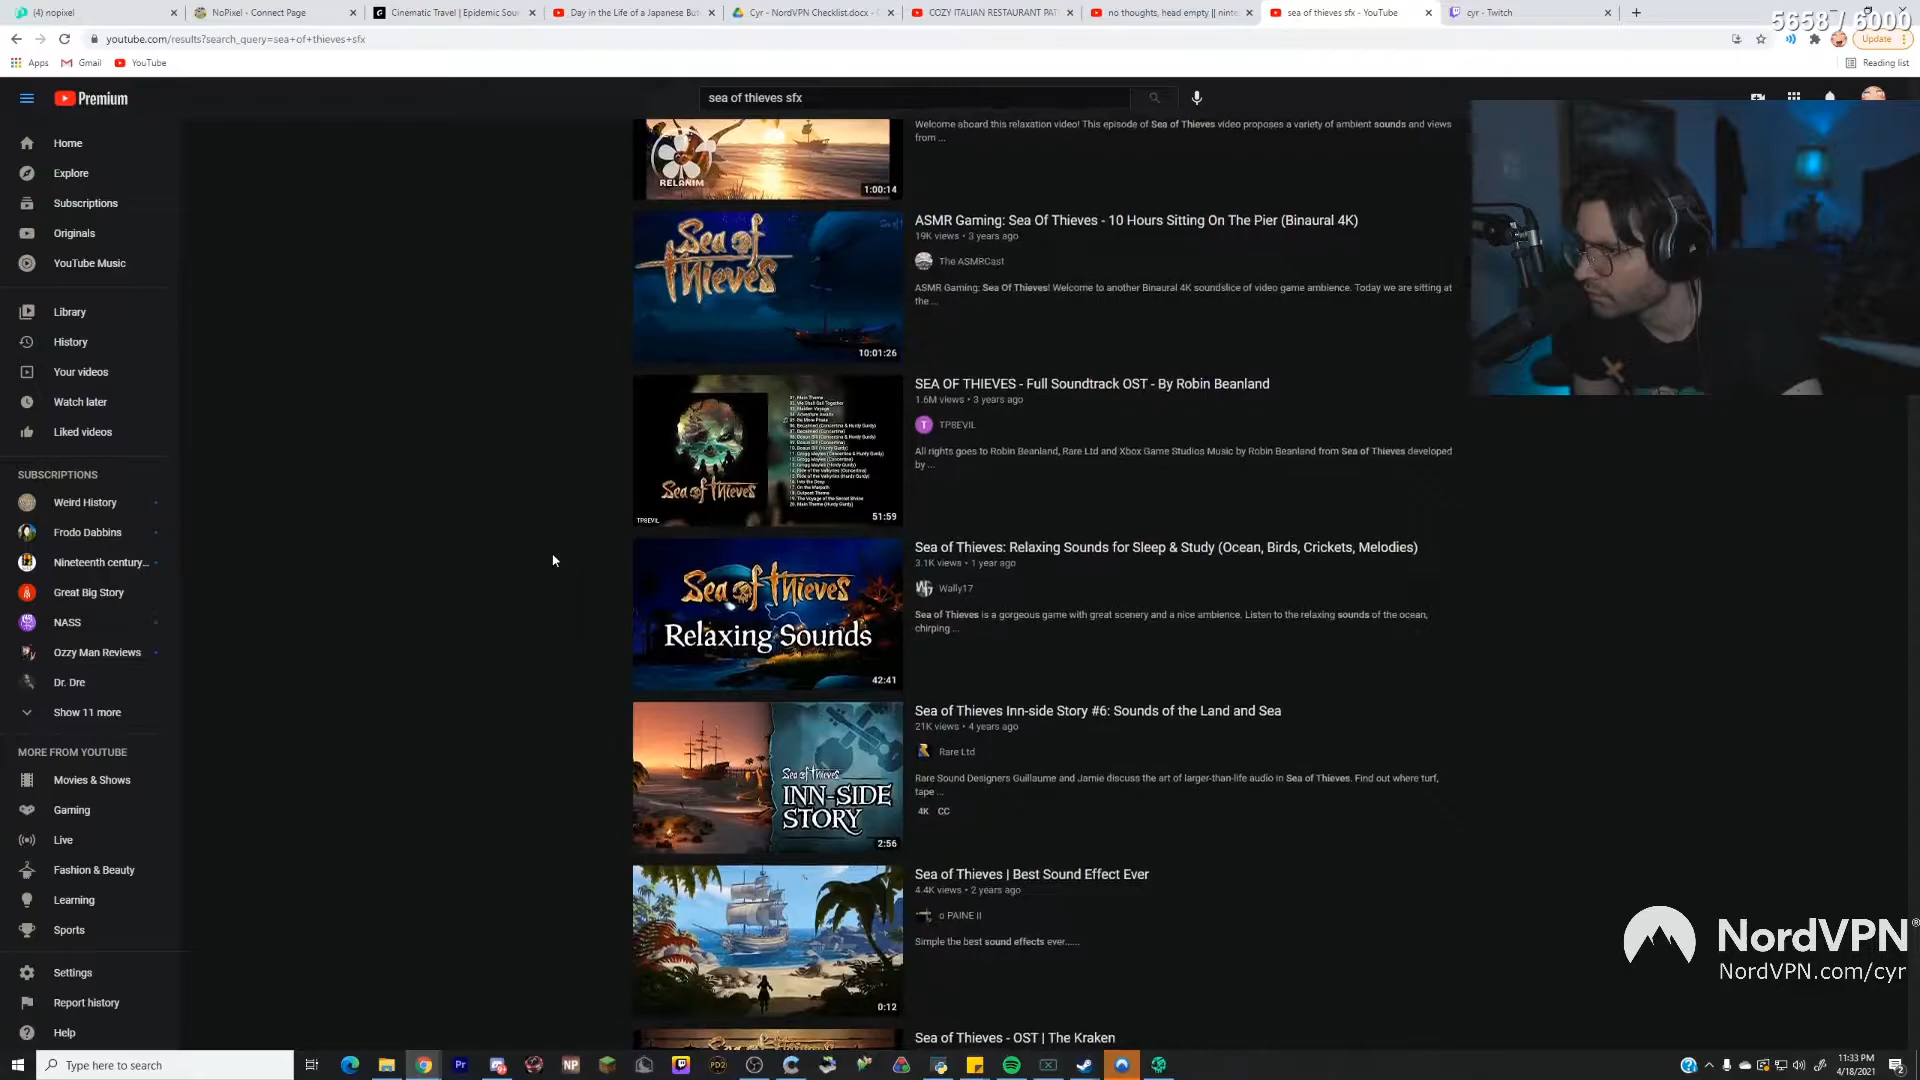 (4) nopixel
NoPixel - Connect Page
Cinematic Travel | Epidemic Sou
Day in the Life of a Japanese But
Cyr - NordVPN Checklist.docx -
COZY ITALIAN RESTAURANT PAT
no thoughts, head empty || ninte
sea of thieves sfx - YouTube
cyr - Twitch
5658 / 6000
youtube.com/results?search_query=sea+of+thieves+sfx
Update
Apps
Gmail
YouTube
Reading list
Premium
sea of thieves sfx
Home
Explore
Subscriptions
Originals
YouTube Music
Library
History
Your videos
Watch later
Liked videos
SUBSCRIPTIONS
Weird History
Frodo Dabbins
Nineteenth century...
Great Big Story
NASS
Ozzy Man Reviews
Dr. Dre
Show 11 more
MORE FROM YOUTUBE
Movies & Shows
Gaming
Live
Fashion & Beauty
Learning
Sports
Settings
Report history
Help
RELANIM
1:00:14
Welcome aboard this relaxation video! This episode of Sea of Thieves video proposes a variety of ambient sounds and views
from ...
Sea of
Thieves
10:01:26
ASMR Gaming: Sea Of Thieves - 10 Hours Sitting On The Pier (Binaural 4K)
19K views • 3 years ago
The ASMRCast
ASMR Gaming: Sea Of Thieves! Welcome to another Binaural 4K soundslice of video game ambience. Today we are sitting at
the ...
Sea of Thieves
TP8EVIL
51:59
SEA OF THIEVES - Full Soundtrack OST - By Robin Beanland
1.6M views • 3 years ago
T
TP8EVIL
All rights goes to Robin Beanland, Rare Ltd and Xbox Game Studios Music by Robin Beanland from Sea of Thieves developed
by ...
Sea of Thieves
Relaxing Sounds
42:41
Sea of Thieves: Relaxing Sounds for Sleep & Study (Ocean, Birds, Crickets, Melodies)
3.1K views • 1 year ago
Wally17
Sea of Thieves is a gorgeous game with great scenery and a nice ambience. Listen to the relaxing sounds of the ocean,
chirping ...
Sea of Thieves
INN-SIDE
STORY
2:56
Sea of Thieves Inn-side Story #6: Sounds of the Land and Sea
21K views • 4 years ago
Rare Ltd
Rare Sound Designers Guillaume and Jamie discuss the art of larger-than-life audio in Sea of Thieves. Find out where turf,
tape ...
4K CC
0:12
Sea of Thieves | Best Sound Effect Ever
4.4K views • 2 years ago
o PAINE II
Simple the best sound effects ever......
Sea of Thieves - OST | The Kraken
NordVPN®
NordVPN.com/cyr
Type here to search
Pr
NP
PD2
11:33 PM
4/18/2021